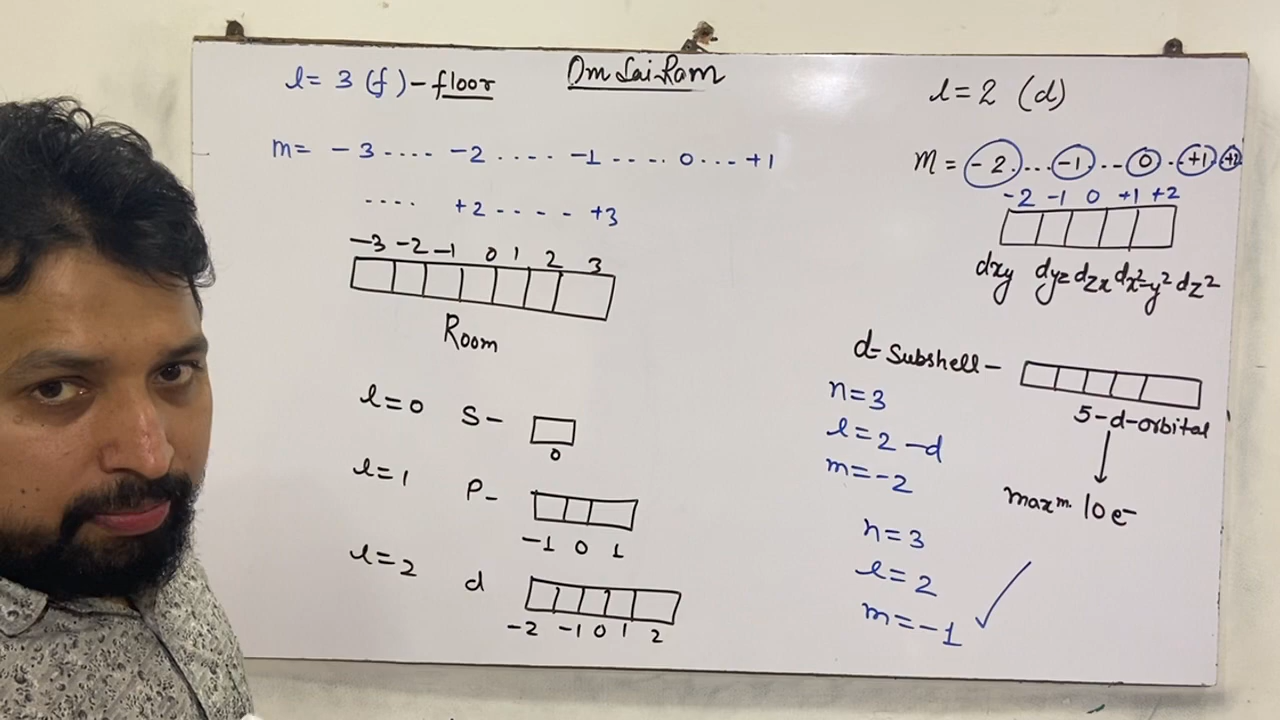 Om Sai Ram
l= 3 (f) - floor
m= -3 .... -2 ..... -1 ..... 0 ... +1
.... +2 - - - - +3
-3 -2 -1 0 1 2 3
Room
l=0 S-
0
l=1 P-
-1 0 1
l=2 d
-2 -1 0 1 2
l=2 (d)
m = -2 ... -1 .. 0 . +1 +2
-2 -1 0 +1 +2
dxy dyz dzx dx²-y² dz²
d-Subshell -
5-d-orbital
maxm. 10e-
n=3
l=2 -d
m=-2
n=3
l=2
m=-1